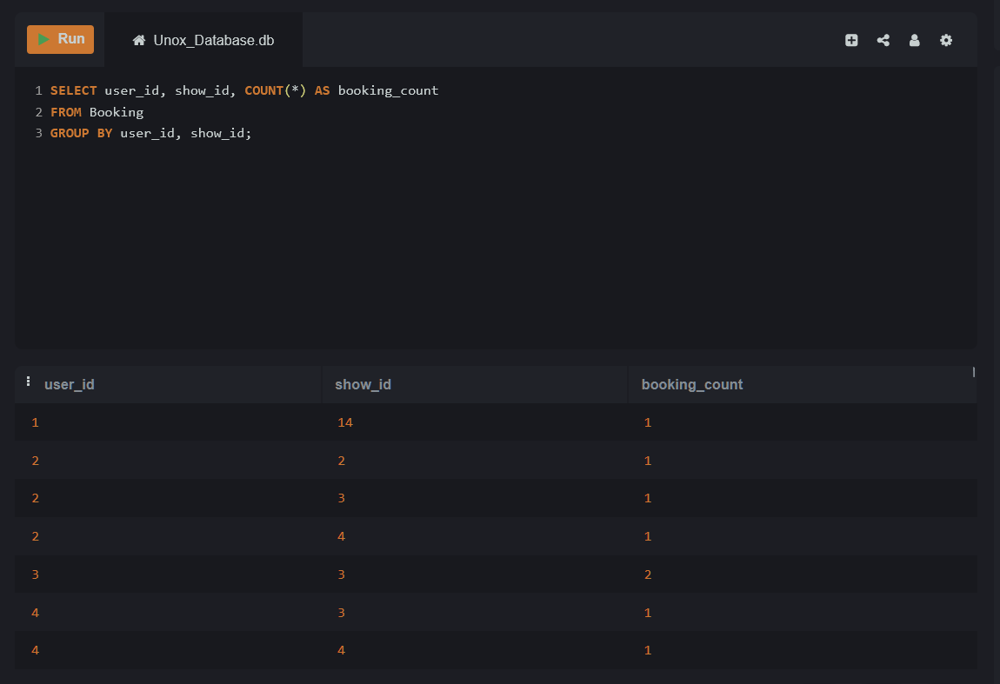 Run
Unox_Database.db
1 SELECT user_id, show_id, COUNT(*) AS booking_count
2 FROM Booking
3 GROUP BY user_id, show_id;
user_id show_id booking_count
1 14 1
2 2 1
2 3 1
2 4 1
3 3 2
4 3 1
4 4 1